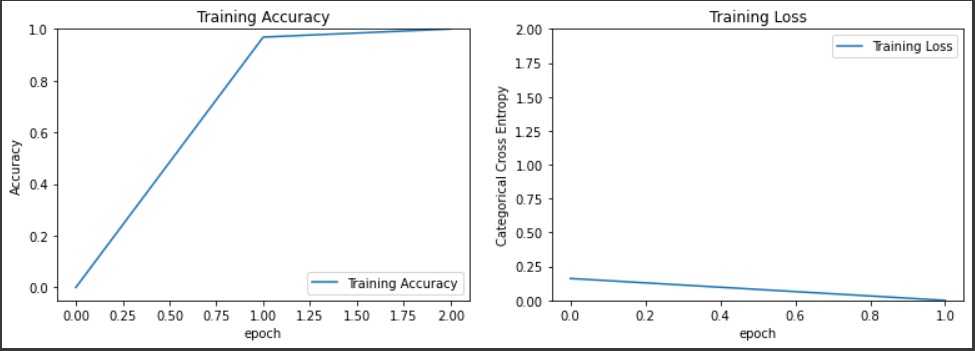 Training Accuracy
1.0
0.8
0.6
0.4
0.2
0.0
Accuracy
Training Accuracy
0.00 0.25 0.50 0.75 1.00 1.25 1.50 1.75 2.00
epoch
Training Loss
2.00
1.75
1.50
1.25
1.00
0.75
0.50
0.25
0.00
Categorical Cross Entropy
Training Loss
0.0 0.2 0.4 0.6 0.8 1.0
epoch